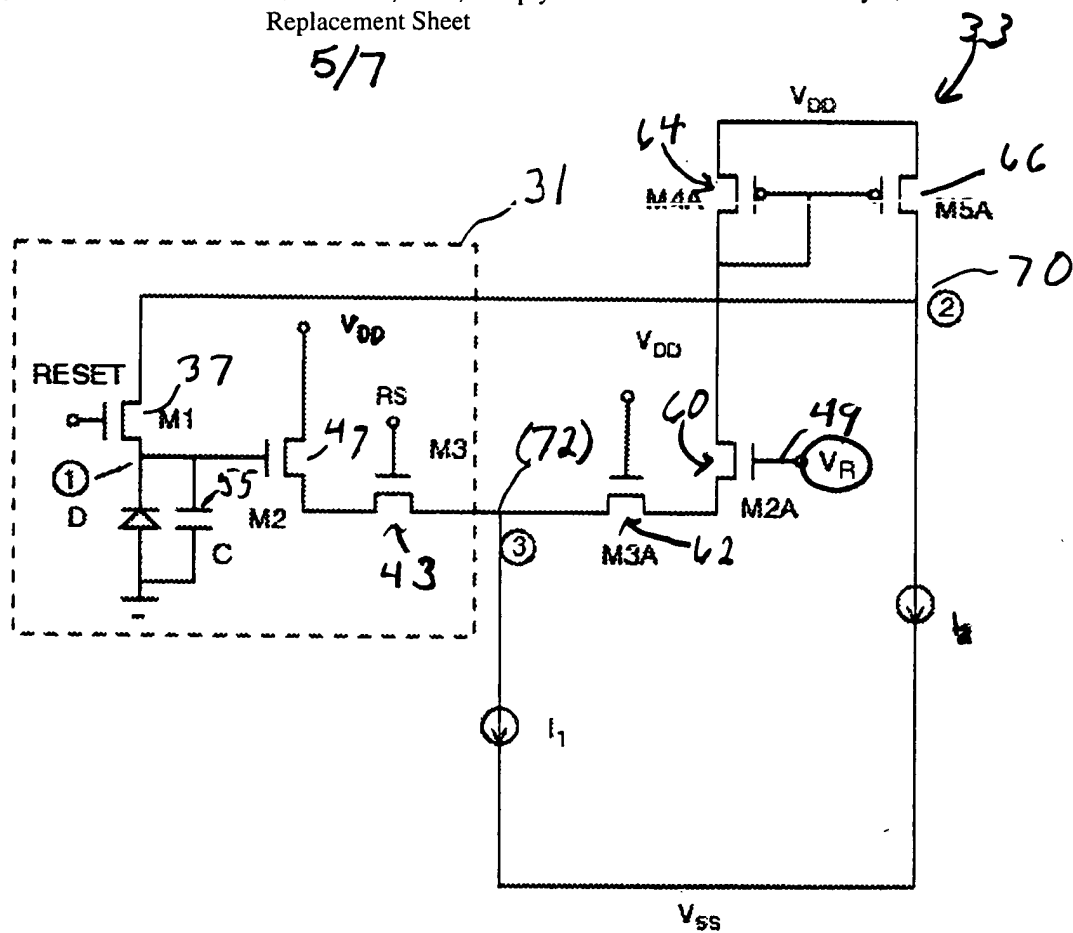 Replacement Sheet
5/7
33
VDD
64
66
M4A
M5A
31
70
2
VDD
VDD
RESET
37
RS
60
49
M1
M3
(72)
VR
47
1
55
M2
M2A
D
C
43
3
M3A
62
I1
VSS